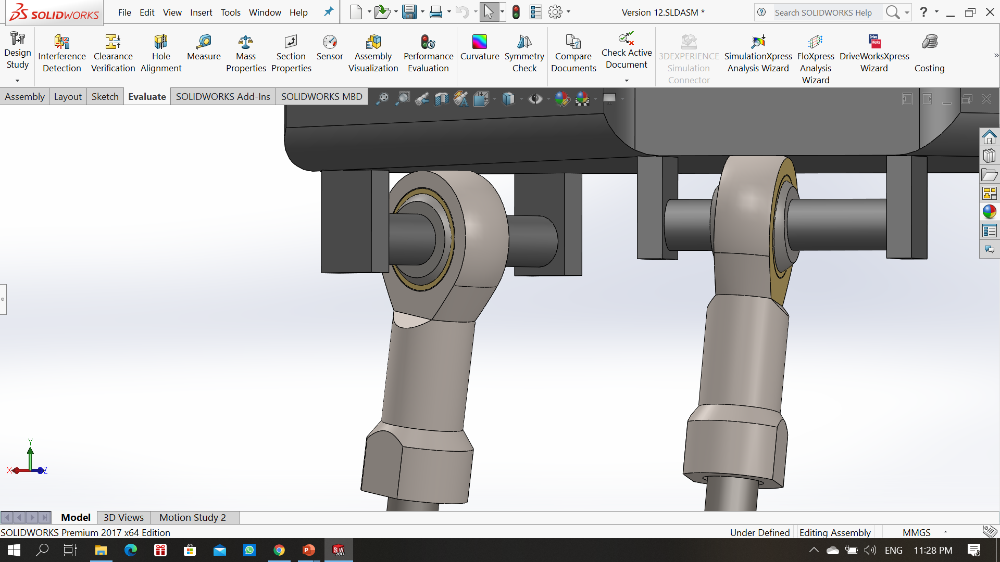 SOLIDWORKS File Edit View Insert Tools Window Help Version 12.SLDASM * Search SOLIDWORKS Help ?
Design Study
Interference Detection
Clearance Verification
Hole Alignment
Measure
Mass Properties
Section Properties
Sensor
Assembly Visualization
Performance Evaluation
Curvature
Symmetry Check
Compare Documents
Check Active Document
3DEXPERIENCE Simulation Connector
SimulationXpress Analysis Wizard
FloXpress Analysis Wizard
DriveWorksXpress Wizard
Costing
»
Assembly Layout Sketch Evaluate SOLIDWORKS Add-Ins SOLIDWORKS MBD
Y
X Z
Model 3D Views Motion Study 2
SOLIDWORKS Premium 2017 x64 Edition Under Defined Editing Assembly MMGS
ENG 11:28 PM